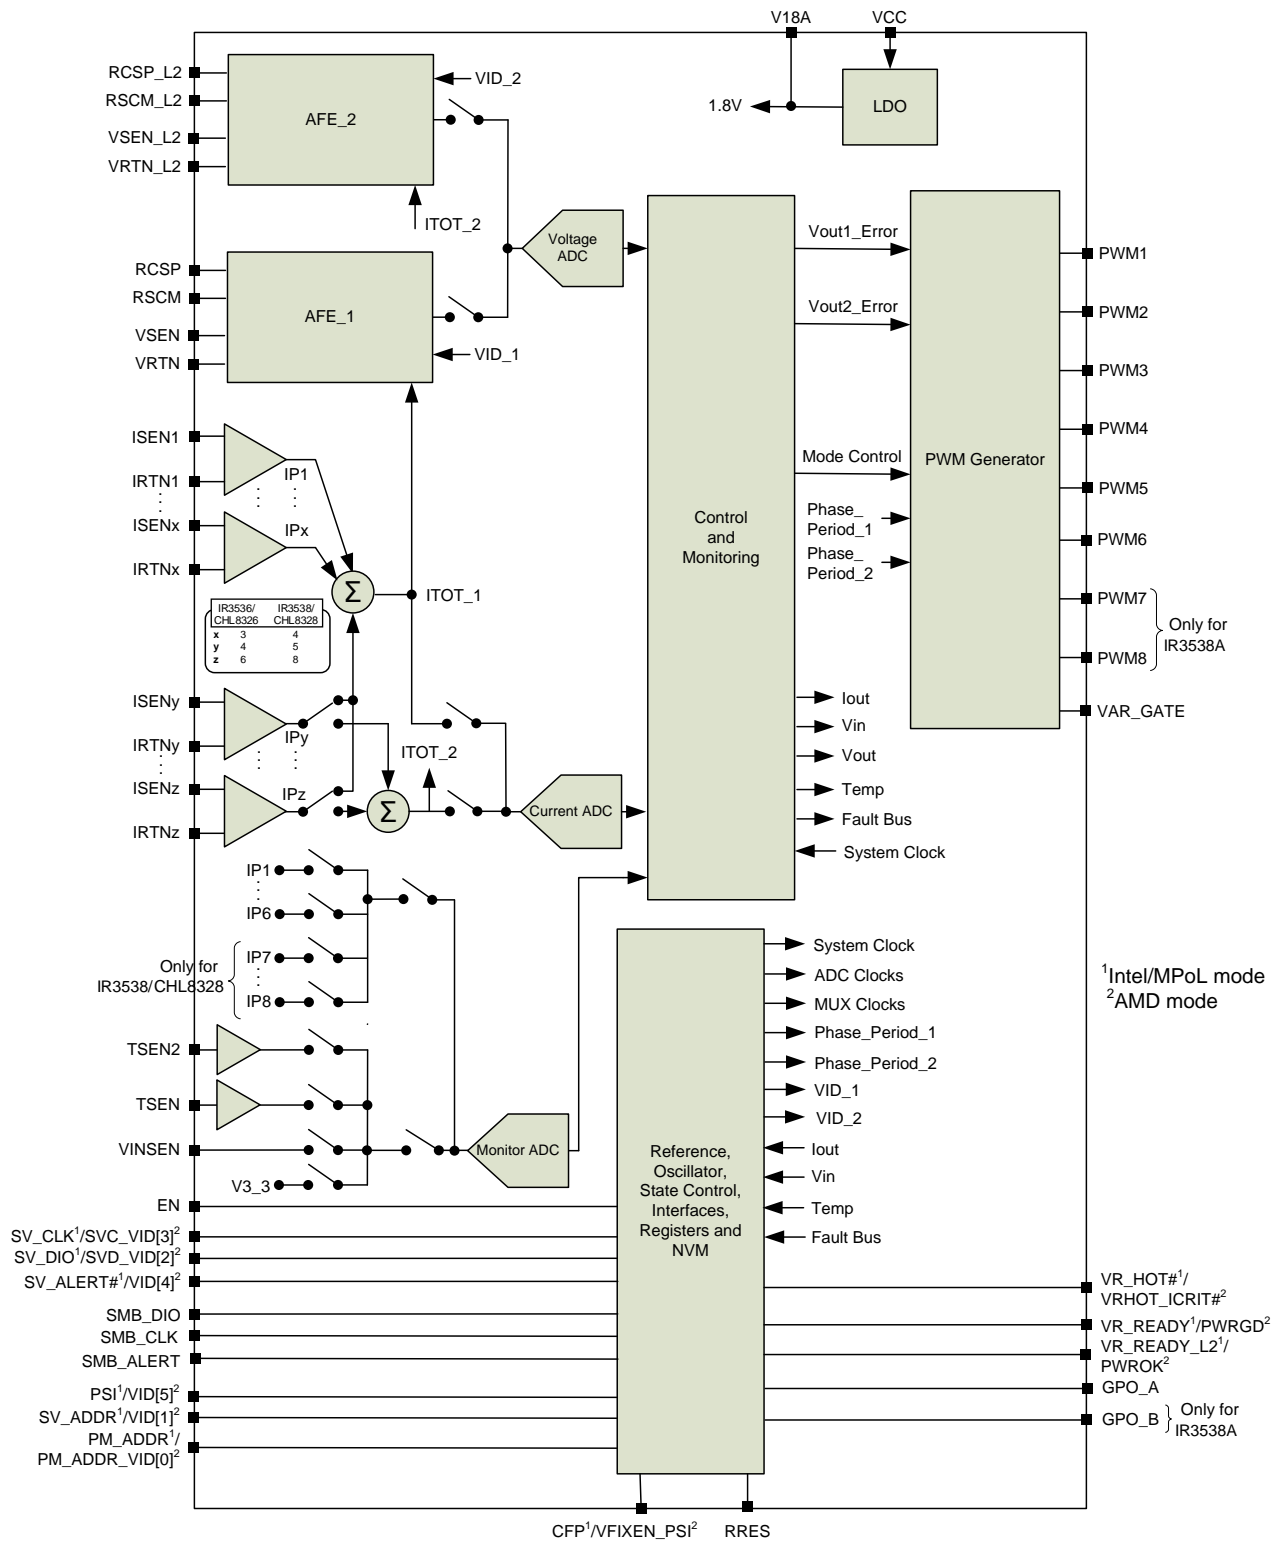 V18A
VCC
RCSP_L2
RSCM_L2
VSEN_L2
VRTN_L2
AFE_2
VID_2
ITOT_2
1.8V
LDO
RCSP
RSCM
VSEN
VRTN
AFE_1
VID_1
Voltage
ADC
Control
and
Monitoring
Vout1_Error
Vout2_Error
Mode Control
Phase_
Period_1
Phase_
Period_2
PWM Generator
PWM1
PWM2
PWM3
PWM4
PWM5
PWM6
PWM7
PWM8
Only for
IR3538A
VAR_GATE
ISEN1
IRTN1
ISENx
IRTNx
IP1
IPx
Σ
ITOT_1
IR3536/
CHL8326
IR3538/
CHL8328
x 3 4
y 4 5
z 6 8
ISENy
IRTNy
ISENz
IRTNz
IPy
IPz
Σ
ITOT_2
Current ADC
Iout
Vin
Vout
Temp
Fault Bus
System Clock
IP1
IP6
IP7
IP8
Only for
IR3538/CHL8328
TSEN2
TSEN
VINSEN
V3_3
Monitor ADC
EN
SV_CLK¹/SVC_VID[3]²
SV_DIO¹/SVD_VID[2]²
SV_ALERT#¹/VID[4]²
SMB_DIO
SMB_CLK
SMB_ALERT
PSI¹/VID[5]²
SV_ADDR¹/VID[1]²
PM_ADDR¹/
PM_ADDR_VID[0]²
Reference,
Oscillator,
State Control,
Interfaces,
Registers and
NVM
System Clock
ADC Clocks
MUX Clocks
Phase_Period_1
Phase_Period_2
VID_1
VID_2
Iout
Vin
Temp
Fault Bus
¹Intel/MPoL mode
²AMD mode
VR_HOT#¹/
VRHOT_ICRIT#²
VR_READY¹/PWRGD²
VR_READY_L2¹/
PWROK²
GPO_A
GPO_B
Only for
IR3538A
CFP¹/VFIXEN_PSI²
RRES